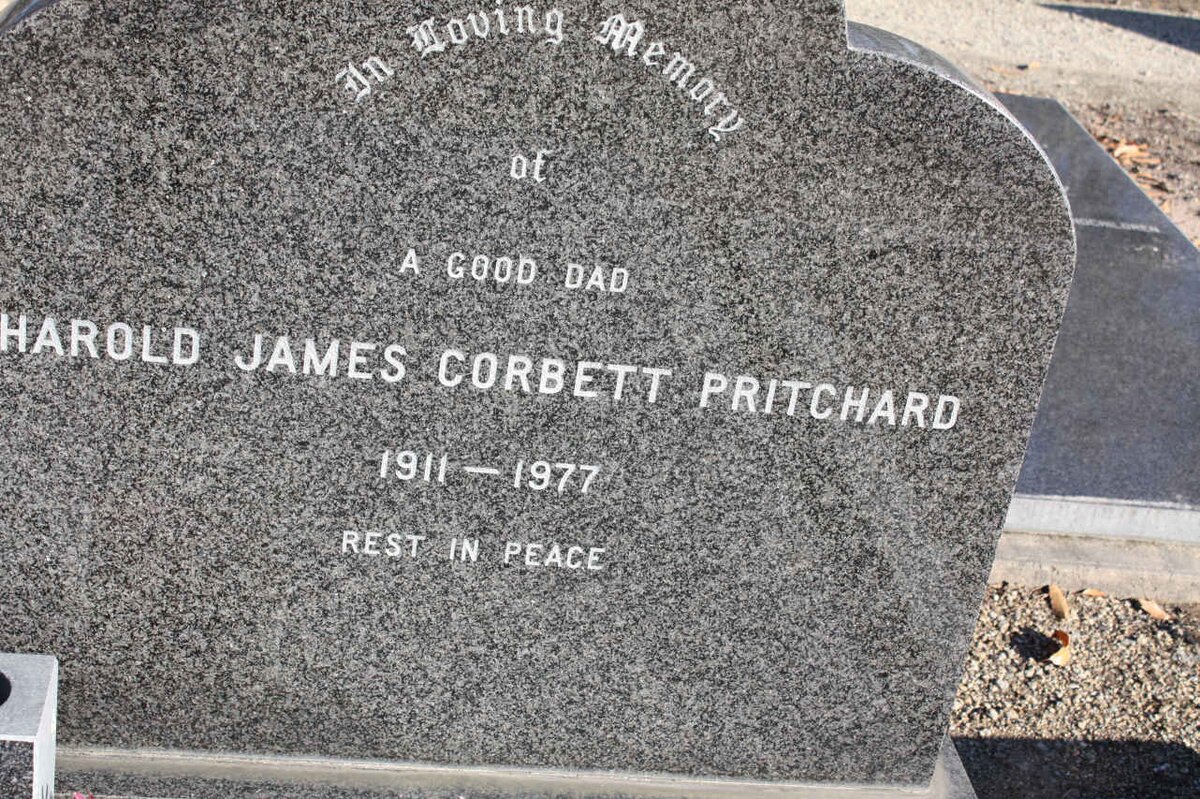 In Loving Memory
of
A GOOD DAD
HAROLD JAMES CORBETT PRITCHARD
1911 — 1977
REST IN PEACE